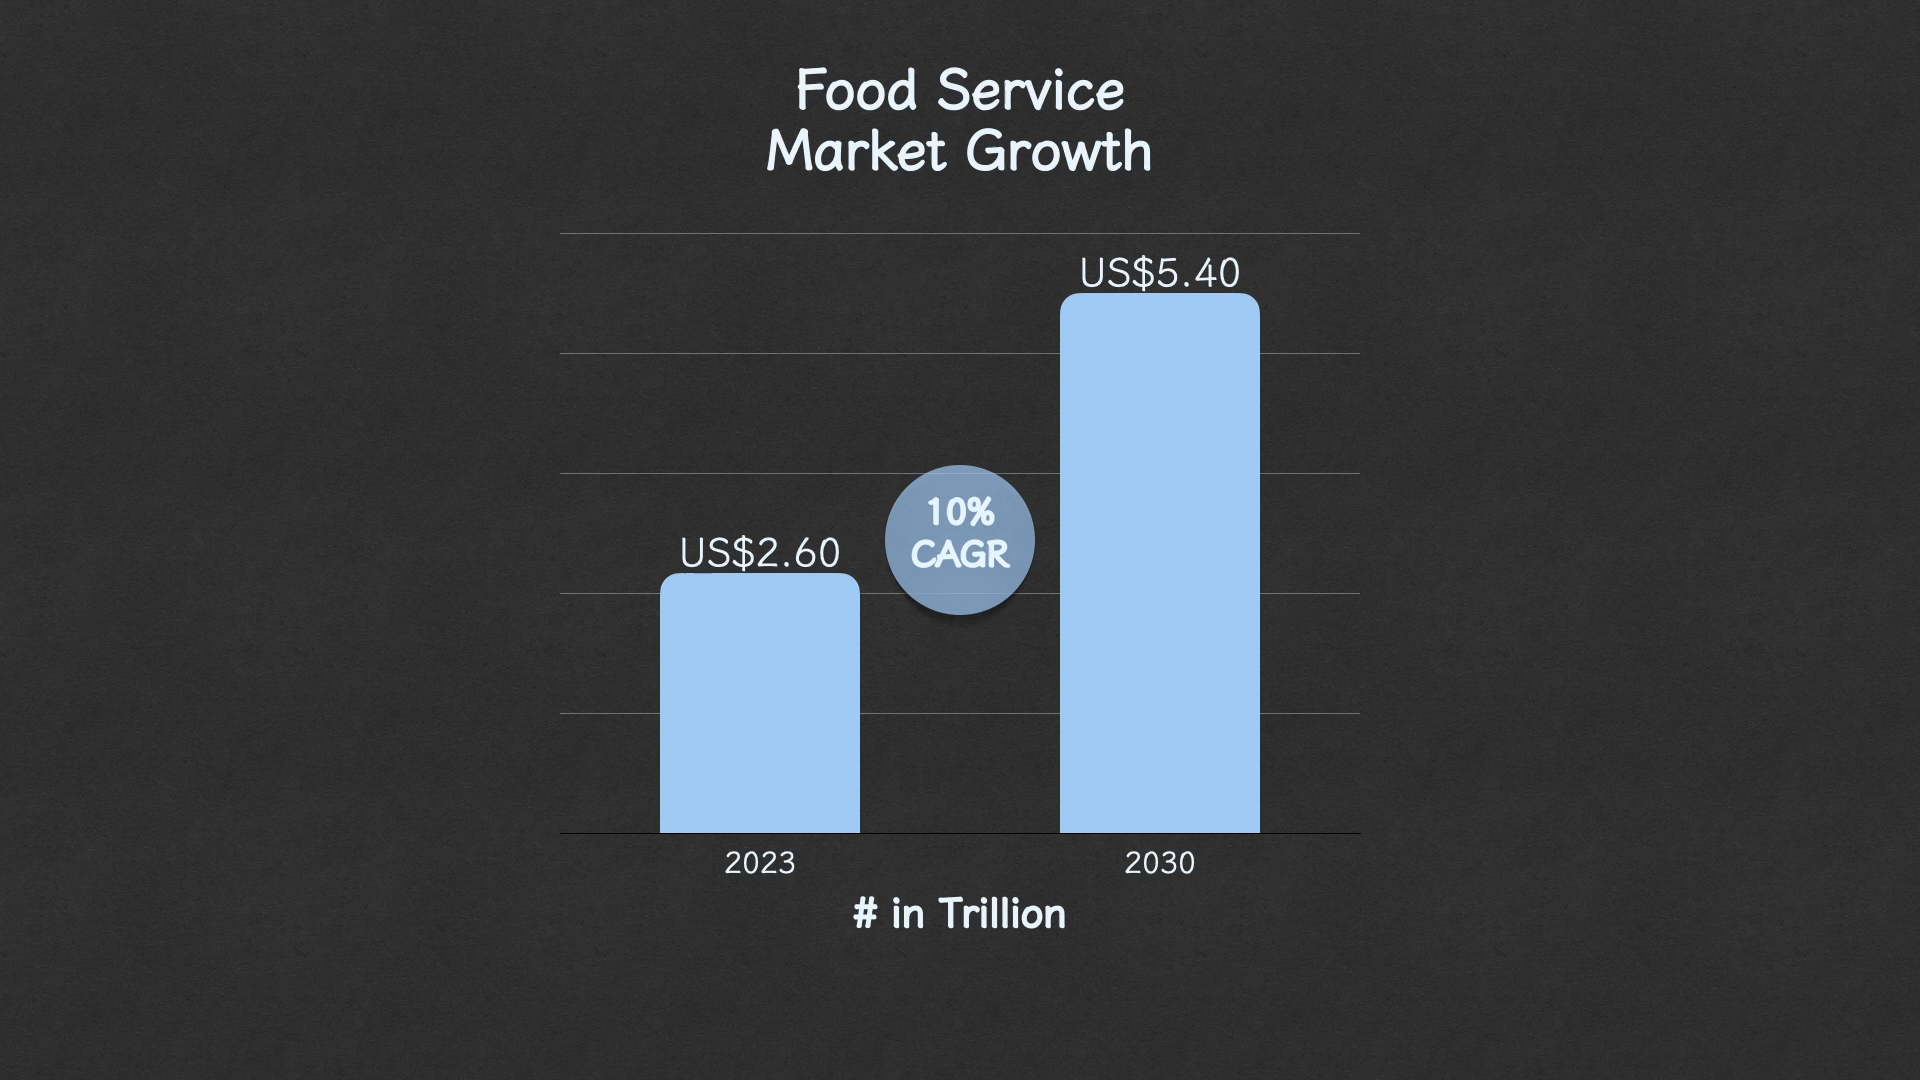 Food Service
Market Growth
US$5.40
US$2.60
10%
CAGR
2023
2030
# in Trillion